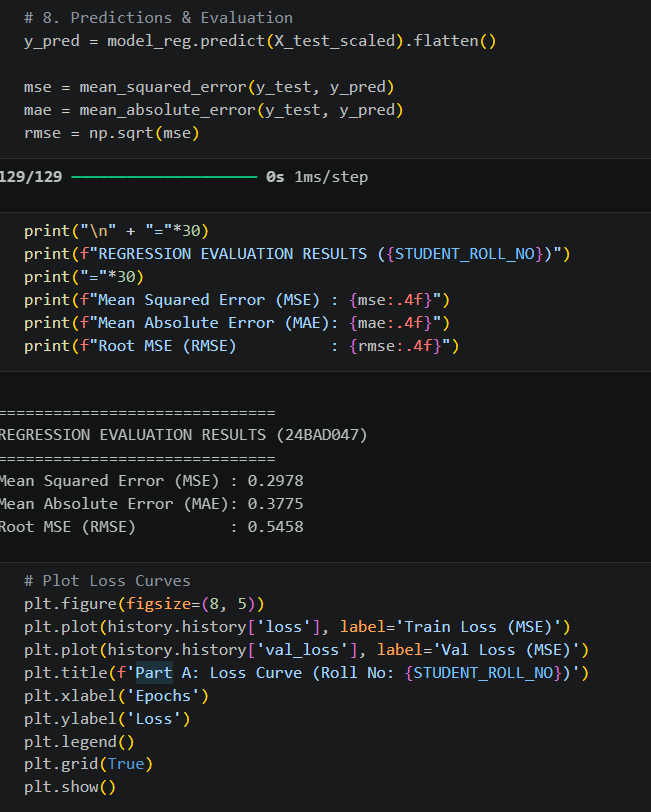 # 8. Predictions & Evaluation
y_pred = model_reg.predict(X_test_scaled).flatten()
mse = mean_squared_error(y_test, y_pred)
mae = mean_absolute_error(y_test, y_pred)
rmse = np.sqrt(mse)
129/129 ━━━━━━━━━━━━━━━━━━━━ 0s 1ms/step
print("\n" + "="*30)
print(f"REGRESSION EVALUATION RESULTS ({STUDENT_ROLL_NO})")
print("="*30)
print(f"Mean Squared Error (MSE) : {mse:.4f}")
print(f"Mean Absolute Error (MAE): {mae:.4f}")
print(f"Root MSE (RMSE)          : {rmse:.4f}")
==============================
REGRESSION EVALUATION RESULTS (24BAD047)
==============================
Mean Squared Error (MSE) : 0.2978
Mean Absolute Error (MAE): 0.3775
Root MSE (RMSE)          : 0.5458
# Plot Loss Curves
plt.figure(figsize=(8, 5))
plt.plot(history.history['loss'], label='Train Loss (MSE)')
plt.plot(history.history['val_loss'], label='Val Loss (MSE)')
plt.title(f'Part A: Loss Curve (Roll No: {STUDENT_ROLL_NO})')
plt.xlabel('Epochs')
plt.ylabel('Loss')
plt.legend()
plt.grid(True)
plt.show()